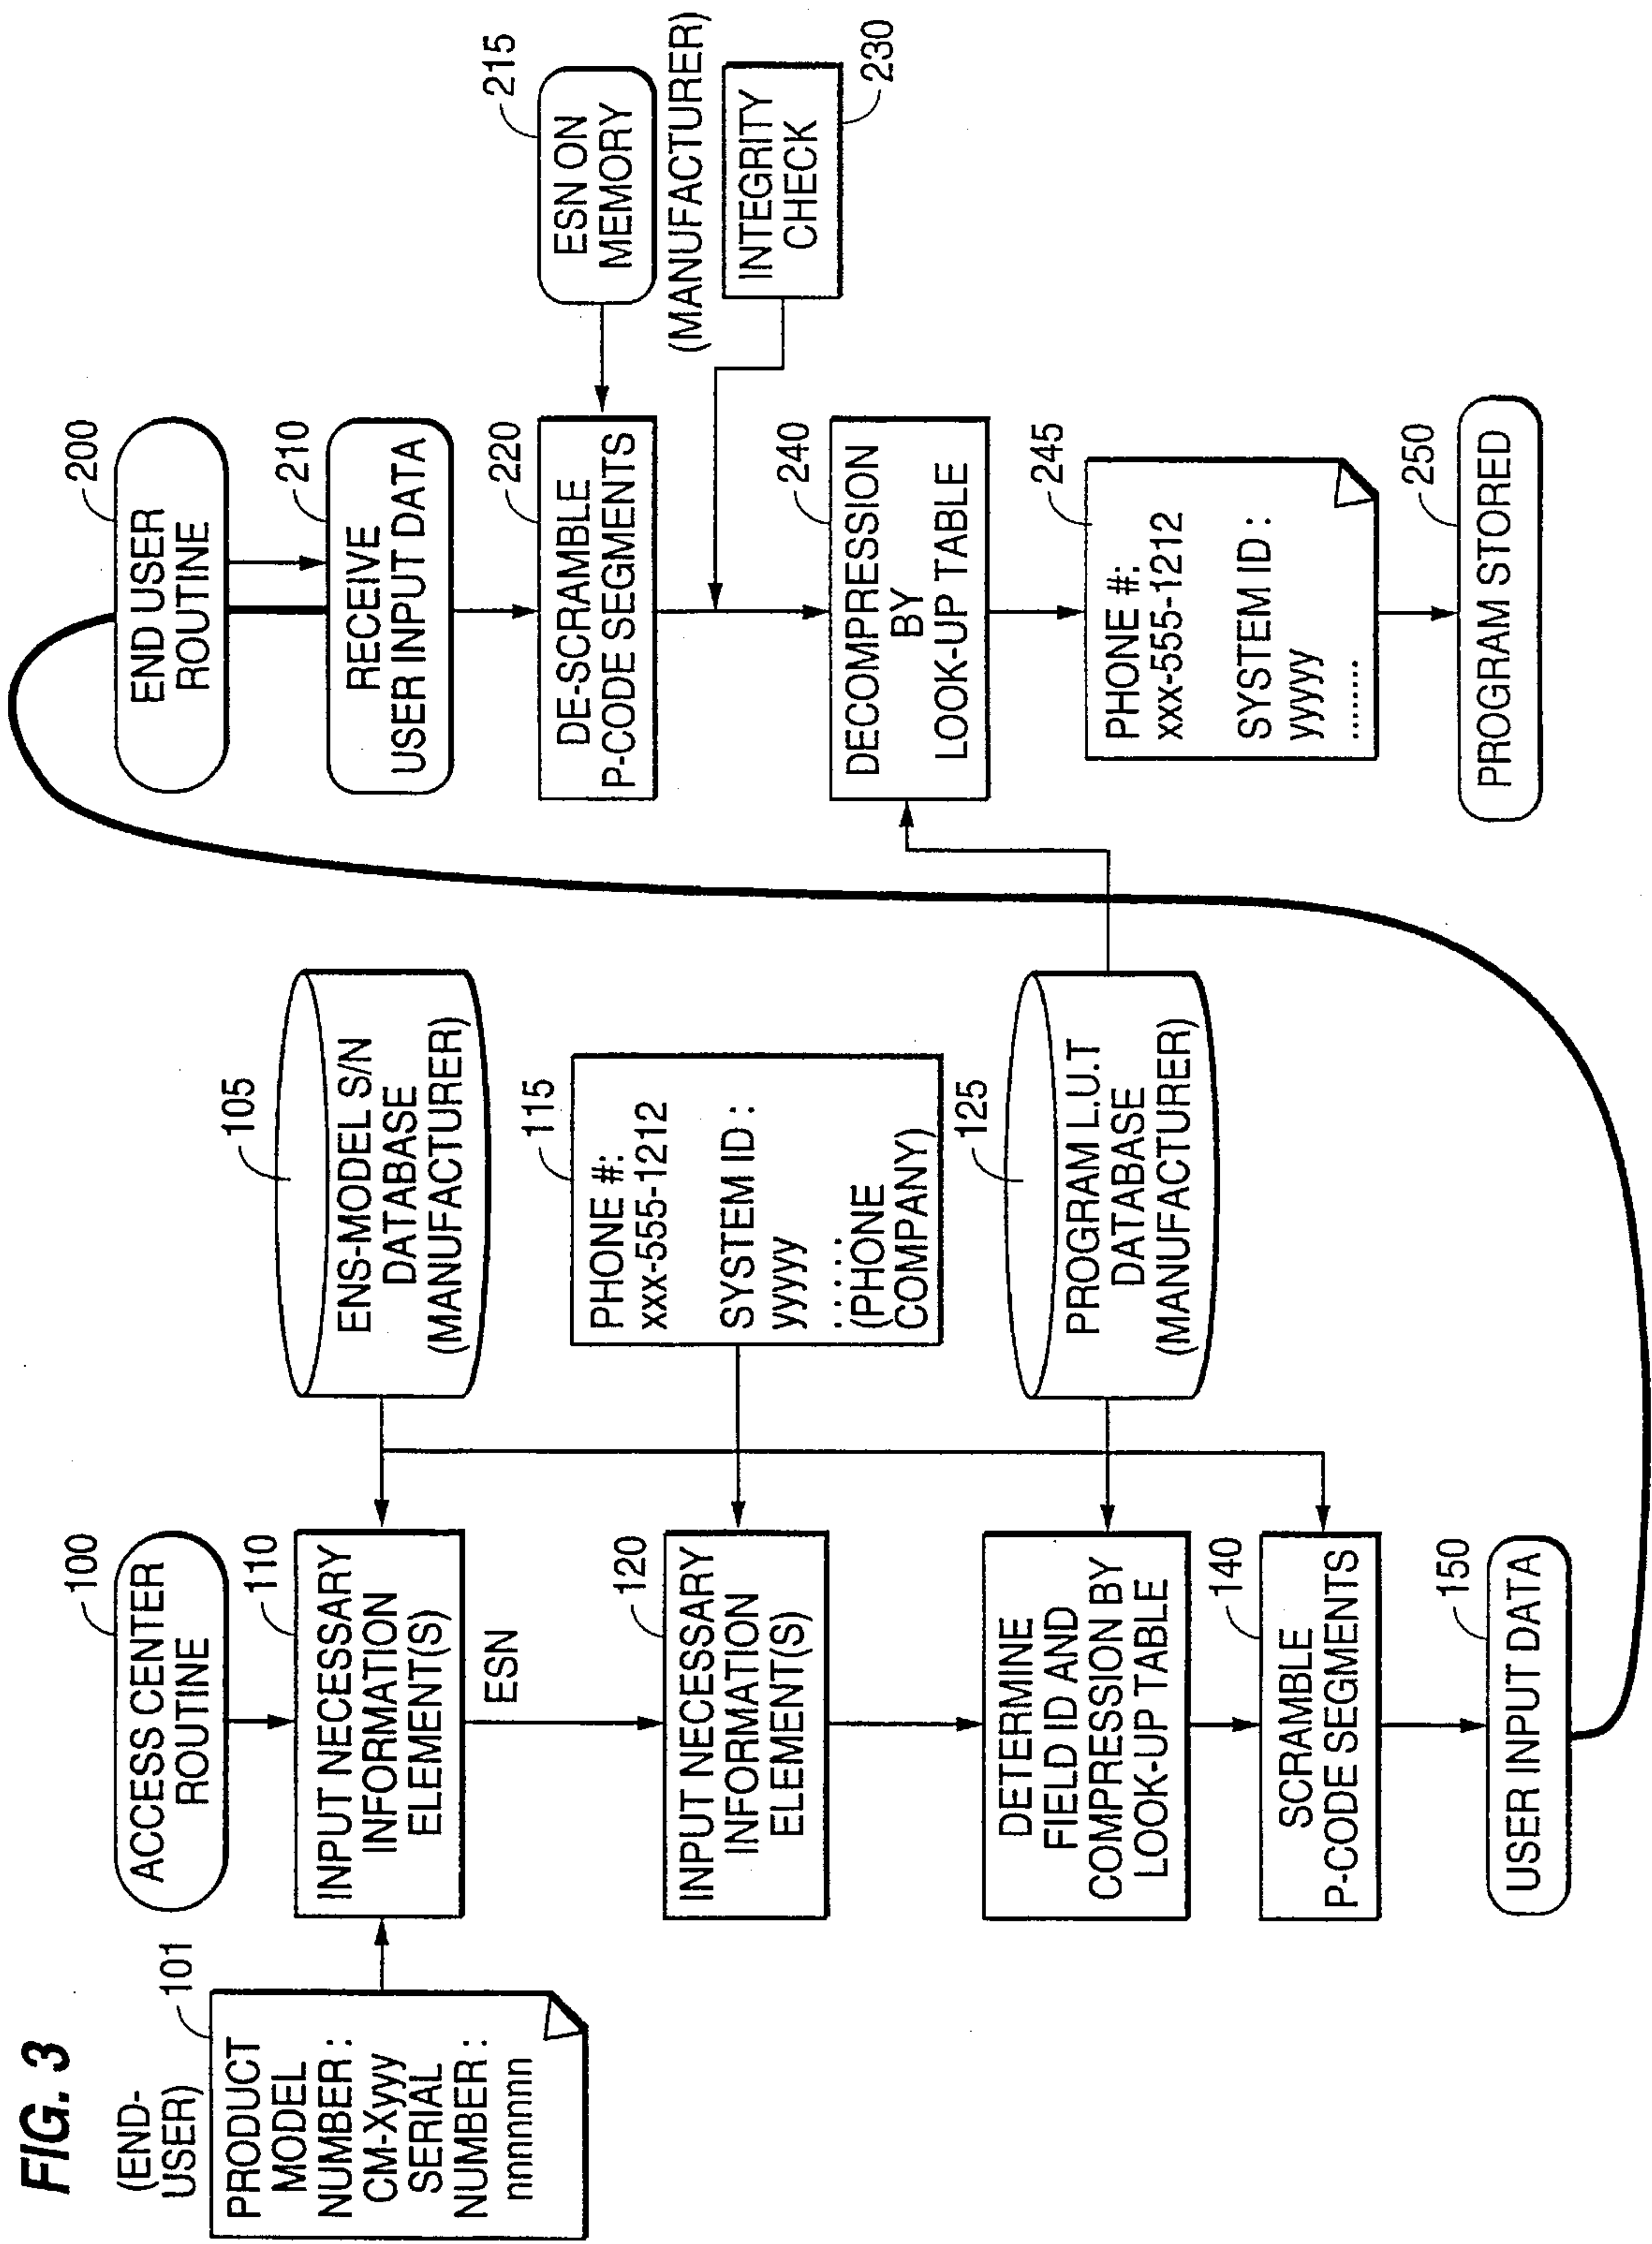 FIG. 3
(END-
USER)
101
PRODUCT
MODEL
NUMBER :
CM-Xyyy
SERIAL
NUMBER :
nnnnnnn
100
ACCESS CENTER
ROUTINE
110
INPUT NECESSARY
INFORMATION
ELEMENT(S)
ESN
120
INPUT NECESSARY
INFORMATION
ELEMENT(S)
DETERMINE
FIELD ID AND
COMPRESSION BY
LOOK-UP TABLE
140
SCRAMBLE
P-CODE SEGMENTS
150
USER INPUT DATA
105
ENS-MODEL S/N
DATABASE
(MANUFACTURER)
115
PHONE #:
xxx-555-1212
SYSTEM ID :
yyyyy
......
(PHONE
COMPANY)
125
PROGRAM L.U.T
DATABASE
(MANUFACTURER)
200
END USER
ROUTINE
210
RECEIVE
USER INPUT DATA
220
DE-SCRAMBLE
P-CODE SEGMENTS
240
DECOMPRESSION
BY
LOOK-UP TABLE
245
PHONE #:
xxx-555-1212
SYSTEM ID :
yyyyy
......
250
PROGRAM STORED
215
ESN ON
MEMORY
(MANUFACTURER)
INTEGRITY
CHECK
230